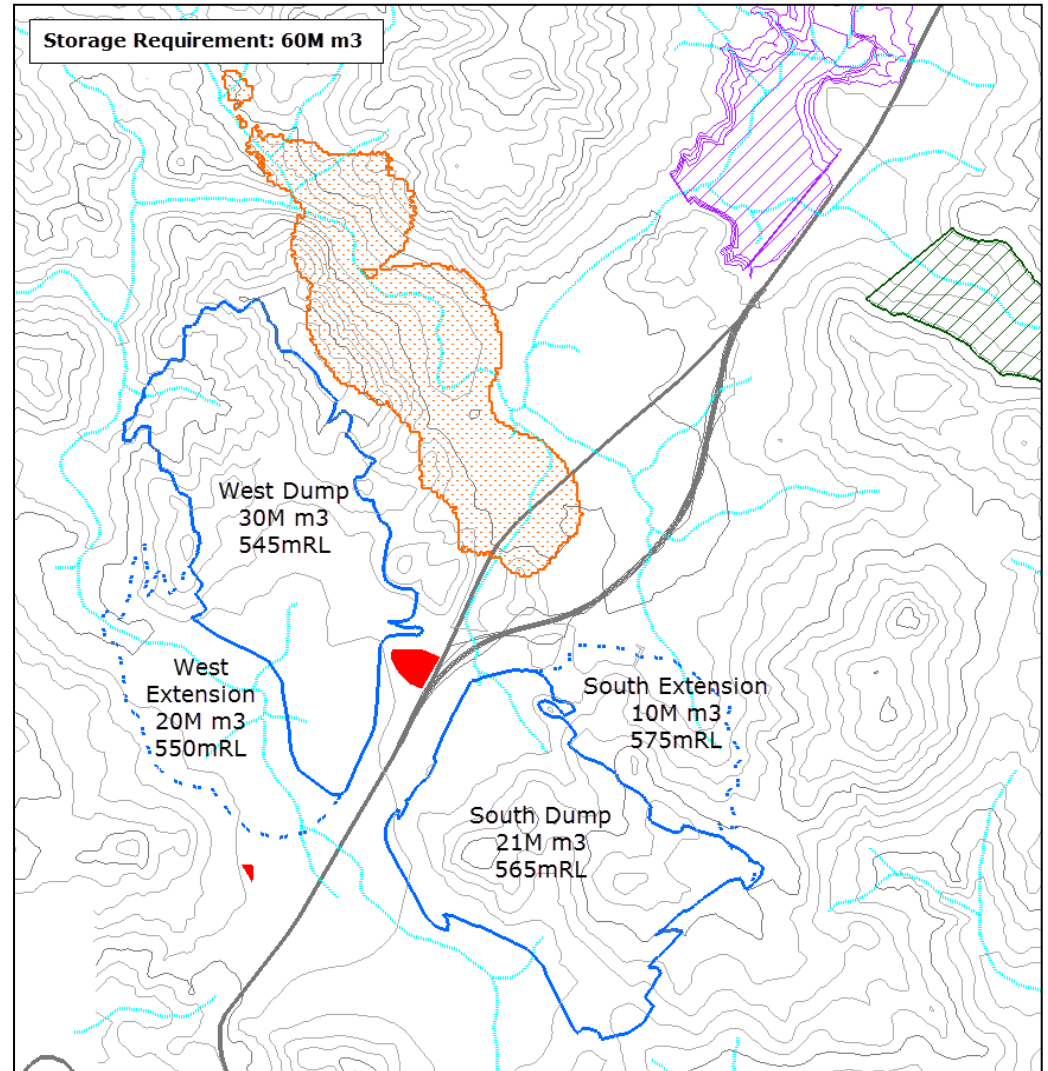 Storage Requirement: 60M m3
West Dump
30M m3
545mRL
West
Extension
20M m3
550mRL
South Extension
10M m3
575mRL
South Dump
21M m3
565mRL